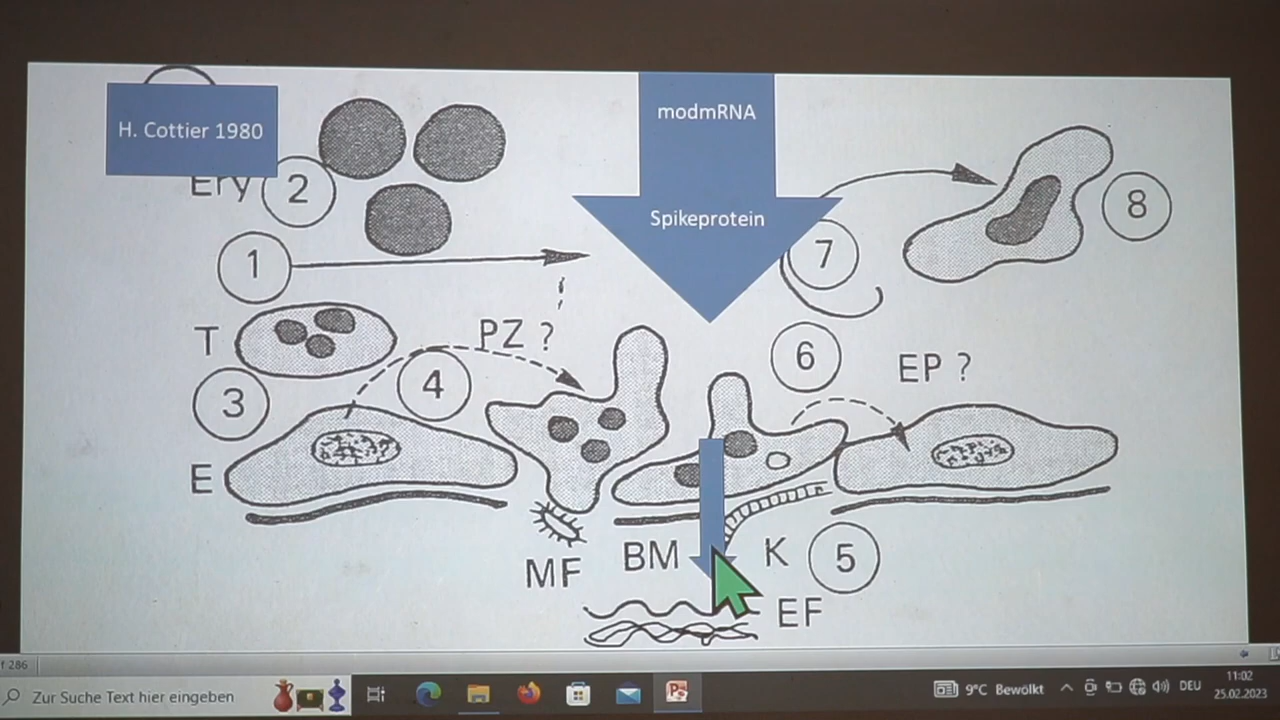 H. Cottier 1980
modmRNA
Spikeprotein
Ery
2
8
1
7
T
PZ ?
6
EP ?
3
4
E
MF
BM
K
5
EF
f 286
Zur Suche Text hier eingeben
9°C Bewölkt
DEU
11:02
25.02.2023